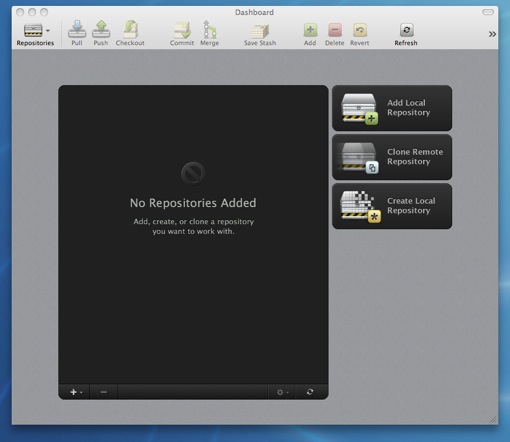 Dashboard
Repositories Pull Push Checkout Commit Merge Save Stash Add Delete Revert Refresh
Add Local
Repository
Clone Remote
Repository
Create Local
Repository
No Repositories Added
Add, create, or clone a repository
you want to work with.